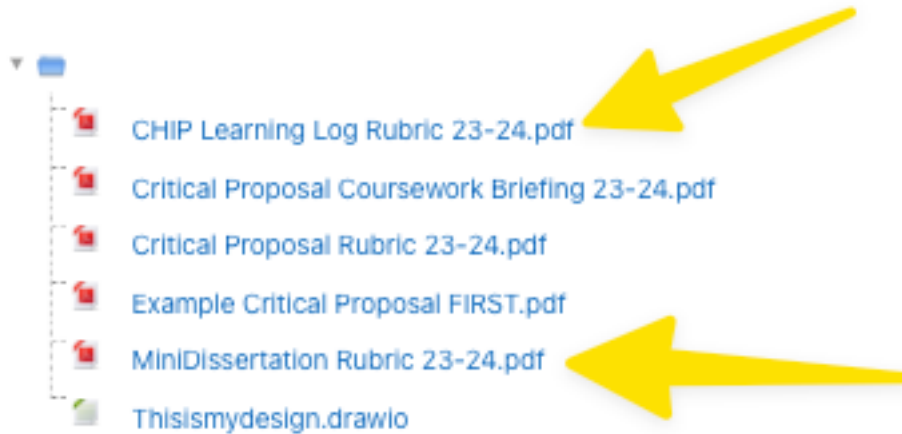 CHIP Learning Log Rubric 23-24.pdf
Critical Proposal Coursework Briefing 23-24.pdf
Critical Proposal Rubric 23-24.pdf
Example Critical Proposal FIRST.pdf
MiniDissertation Rubric 23-24.pdf
Thisismydesign.drawio